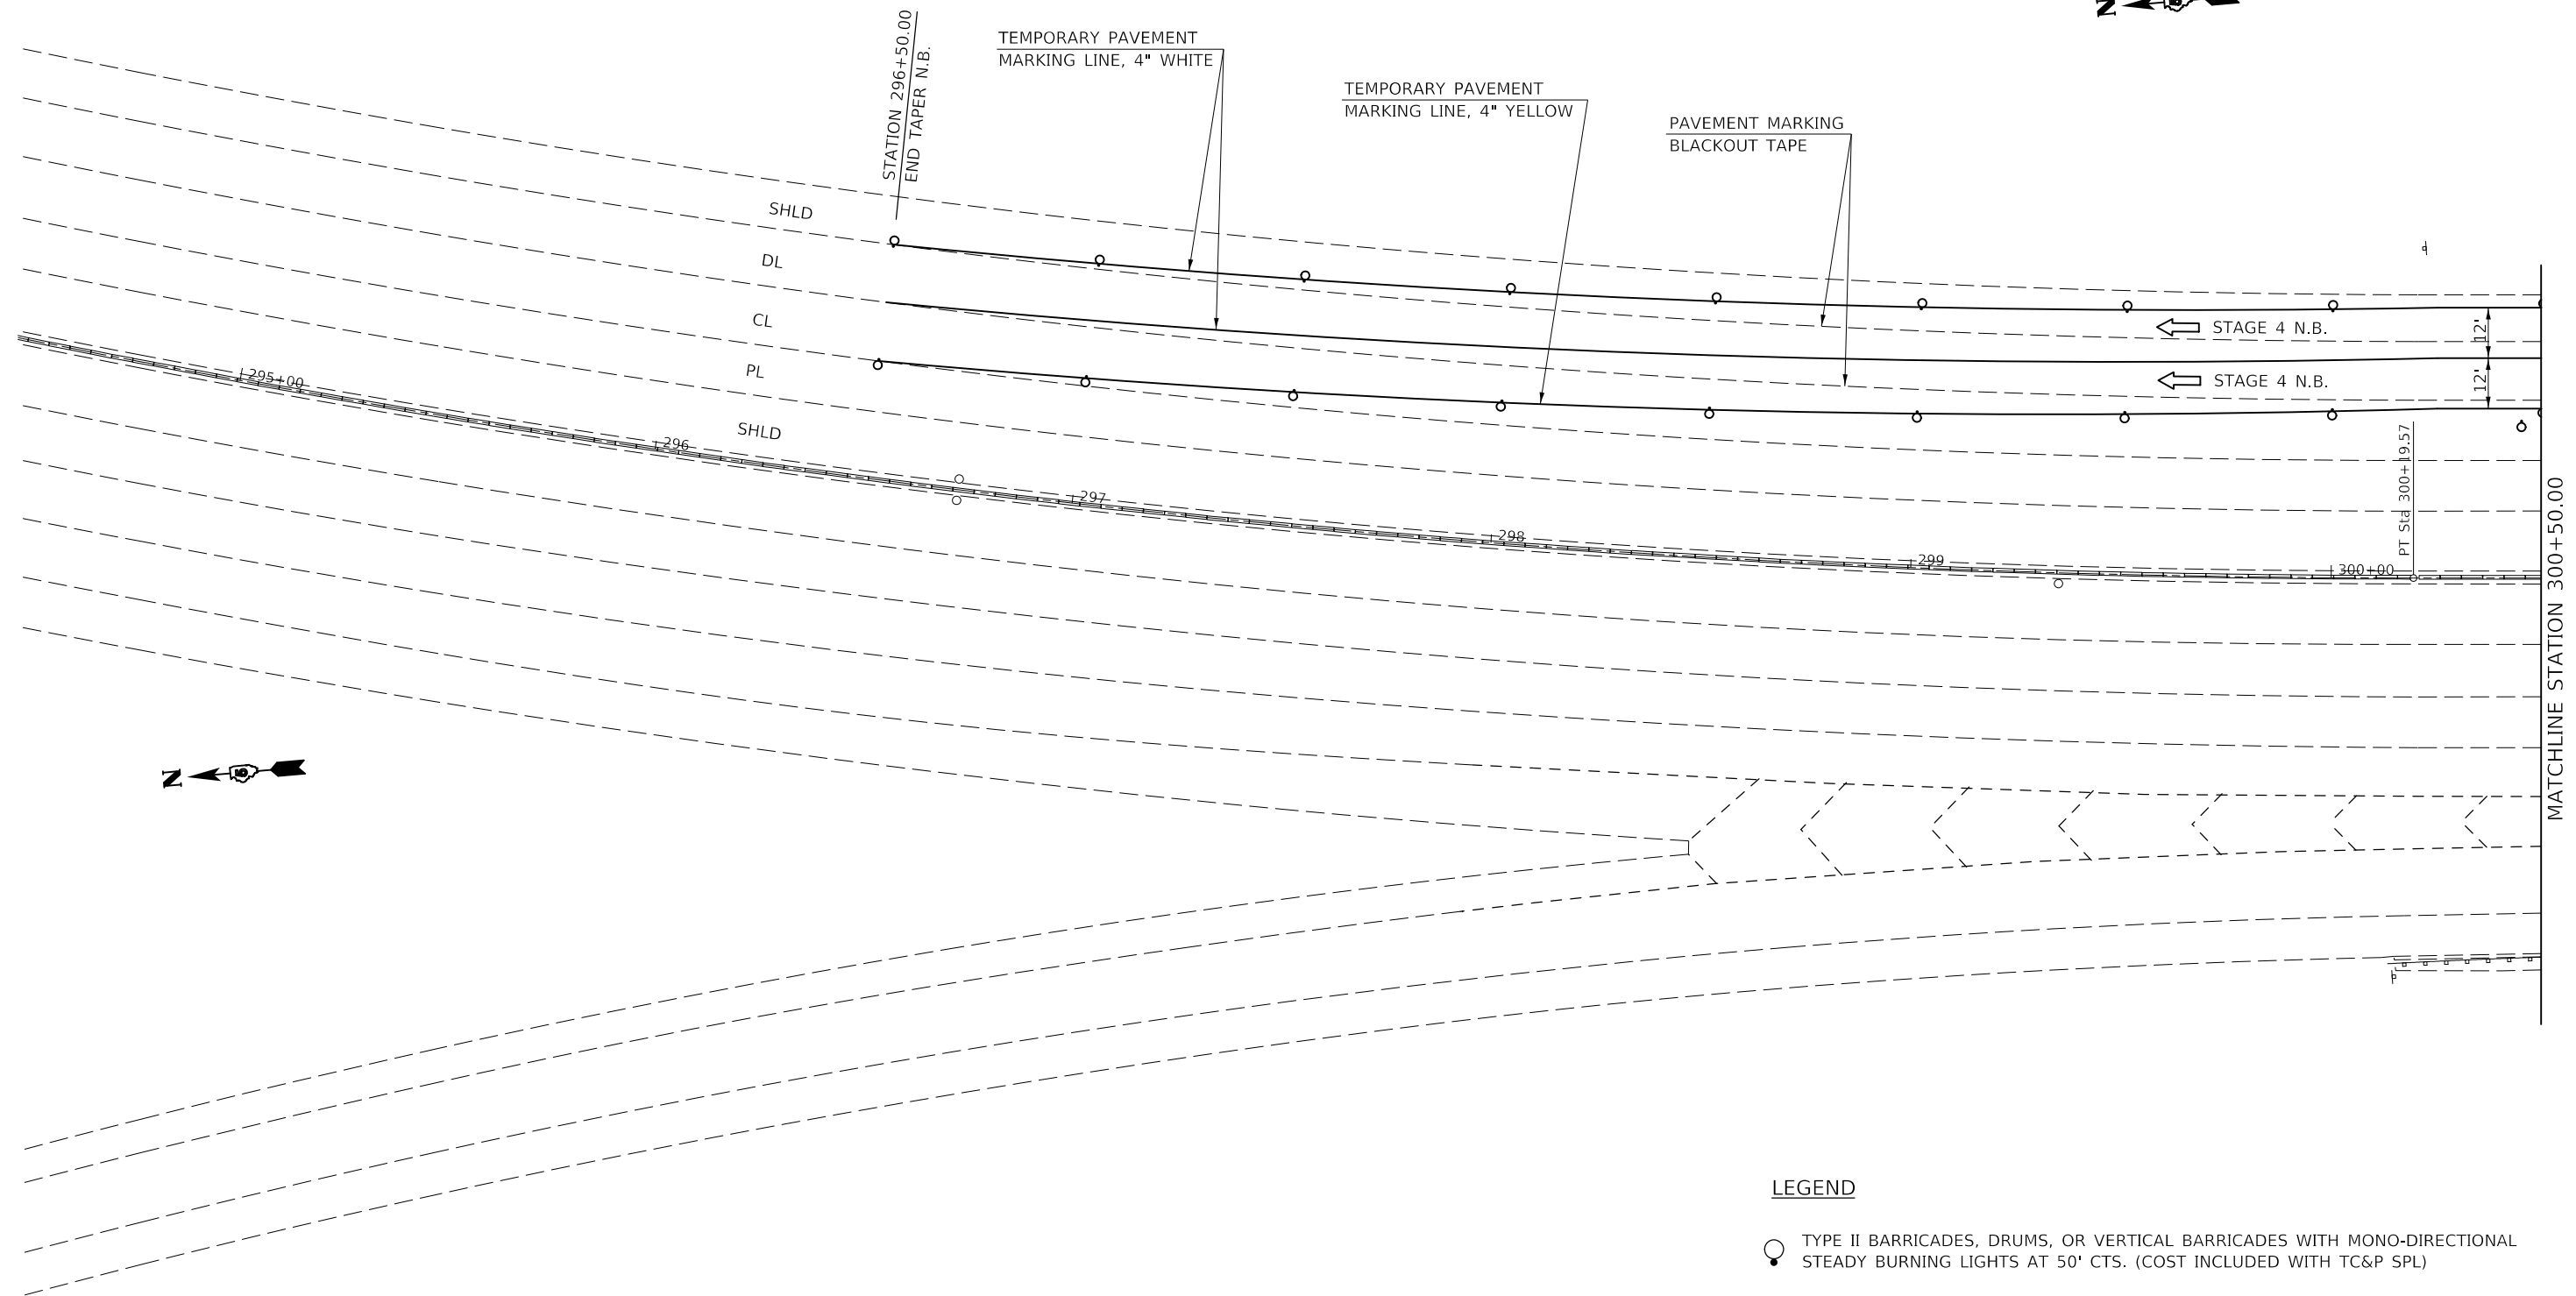 N
STATION 296+50.00
END TAPER N.B.
TEMPORARY PAVEMENT
MARKING LINE, 4" WHITE
TEMPORARY PAVEMENT
MARKING LINE, 4" YELLOW
PAVEMENT MARKING
BLACKOUT TAPE
SHLD
DL
CL
PL
SHLD
STAGE 4 N.B.
12'
STAGE 4 N.B.
12'
295+00
296
297
298
299
300+00
PT Sta 300+19.57
MATCHLINE STATION 300+50.00
N
LEGEND
TYPE II BARRICADES, DRUMS, OR VERTICAL BARRICADES WITH MONO-DIRECTIONAL
STEADY BURNING LIGHTS AT 50' CTS. (COST INCLUDED WITH TC&P SPL)